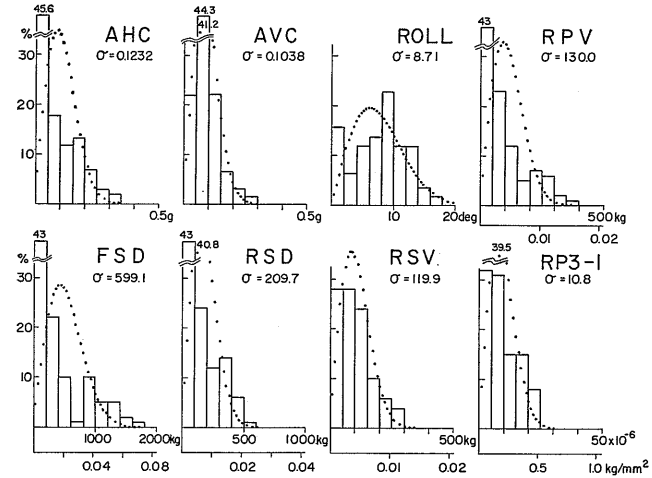 45.6 44.3 43
41.2
AHC AVC ROLL RPV
% σ=0.1232 σ=0.1038 σ=8.71 σ=130.0
30
20
10
0.5g 0.5g 10 20deg 500kg
0.01 0.02
43 43 40.8 39.5
FSD RSD RSV RP3-1
% σ=599.1 σ=209.7 σ=119.9 σ=10.8
30
20
10
1000 2000kg 500 1000kg 500kg 50x10⁻⁶
0.04 0.08 0.02 0.04 0.01 0.02 0.5 1.0 kg/mm²